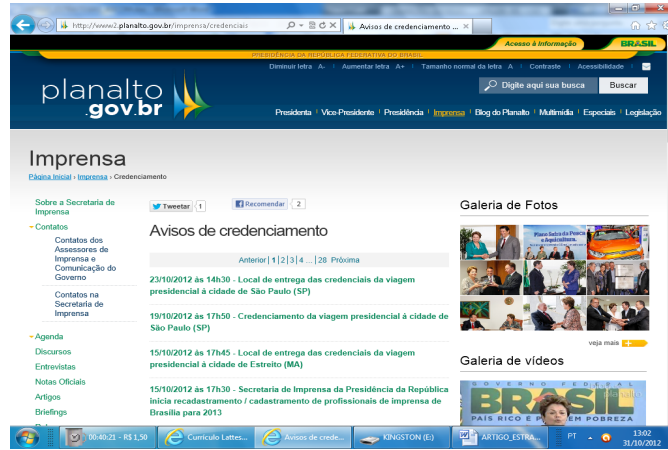 http://www2.planalto.gov.br/imprensa/credenciais
Avisos de credenciamento ...
Acesso à Informação
BRASIL
PRESIDÊNCIA DA REPÚBLICA FEDERATIVA DO BRASIL
Diminuir letra A- Aumentar letra A+ Tamanho normal da letra A Contraste Acessibilidade
planalto
.gov.br
Digite aqui sua busca
Buscar
Presidenta Vice-Presidente Presidência Imprensa Blog do Planalto Multimídia Especiais Legislação
Imprensa
Página Inicial › Imprensa › Credenciamento
Sobre a Secretaria de
Imprensa
Contatos
Contatos dos
Assessores de
Imprensa e
Comunicação do
Governo
Contatos na
Secretaria de
Imprensa
Agenda
Discursos
Entrevistas
Notas Oficiais
Artigos
Briefings
Tweetar 1
Recomendar 2
Avisos de credenciamento
Anterior| 1| 2| 3| 4 ... | 28 Próxima
23/10/2012 às 14h30 - Local de entrega das credenciais da viagem
presidencial à cidade de São Paulo (SP)
19/10/2012 às 17h50 - Credenciamento da viagem presidencial à cidade de
São Paulo (SP)
15/10/2012 às 17h45 - Local de entrega das credenciais da viagem
presidencial à cidade de Estreito (MA)
15/10/2012 às 17h30 - Secretaria de Imprensa da Presidência da República
inicia recadastramento / cadastramento de profissionais de imprensa de
Brasília para 2013
Galeria de Fotos
Plano Safra da Pesca
e Aquicultura.
veja mais
Galeria de vídeos
GOVERNO FEDERAL
BRASIL
PAÍS RICO É PAÍS SEM POBREZA
00:40:21 - R$ 1,50
Currículo Lattes...
Avisos de crede...
KINGSTON (E:)
ARTIGO_ESTRA...
PT
13:02
31/10/2012